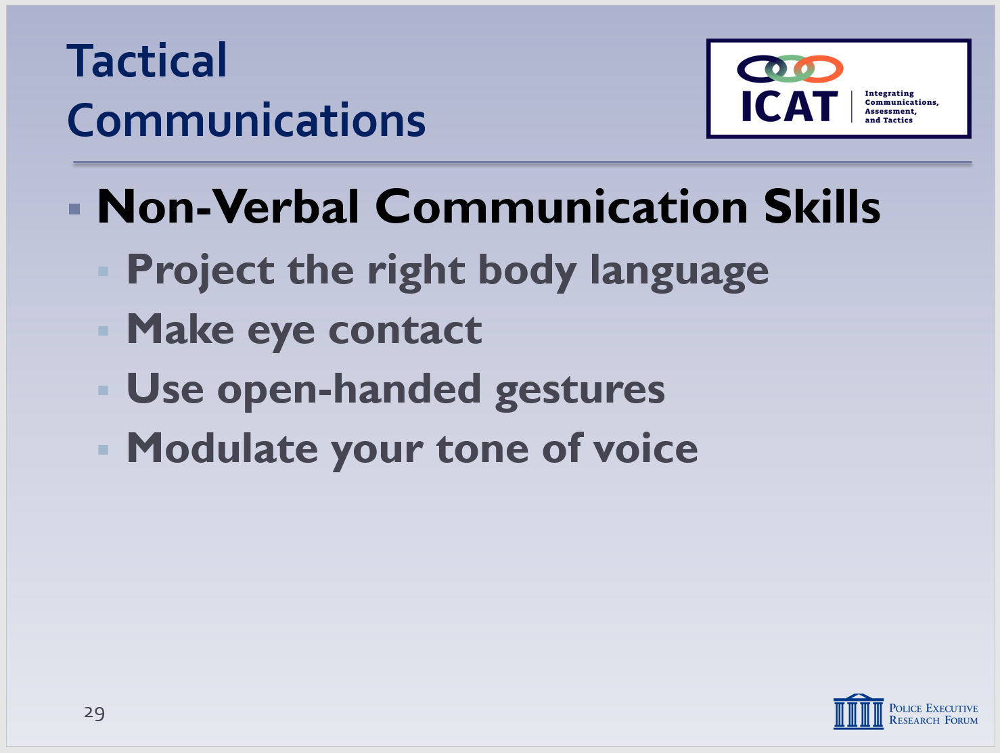 Tactical
Communications
ICAT
Integrating
Communications,
Assessment,
and Tactics
Non-Verbal Communication Skills
Project the right body language
Make eye contact
Use open-handed gestures
Modulate your tone of voice
29
POLICE EXECUTIVE
RESEARCH FORUM